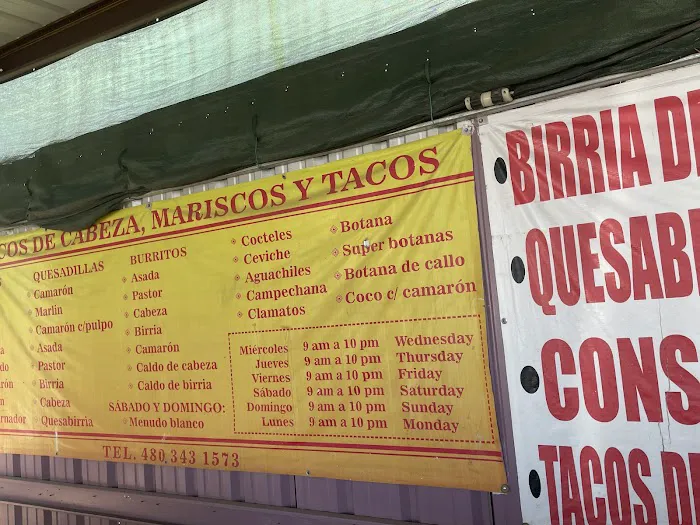 DE CABEZA, MARISCOS Y TACOS
QUESADILLAS
Camarón
Marlin
Camarón c/pulpo
Asada
Pastor
Birria
Cabeza
Quesabirria
BURRITOS
Asada
Pastor
Cabeza
Birria
Camarón
Caldo de cabeza
Caldo de birria
SÁBADO Y DOMINGO:
Menudo blanco
Cocteles
Ceviche
Aguachiles
Campechana
Clamatos
Botana
Super botanas
Botana de callo
Coco c/ camarón
Miércoles 9 am a 10 pm Wednesday
Jueves 9 am a 10 pm Thursday
Viernes 9 am a 10 pm Friday
Sábado 9 am a 10 pm Saturday
Domingo 9 am a 10 pm Sunday
Lunes 9 am a 10 pm Monday
TEL. 480 343 1573
BIRRIA DE
QUESABI
CONS
TACOS DE